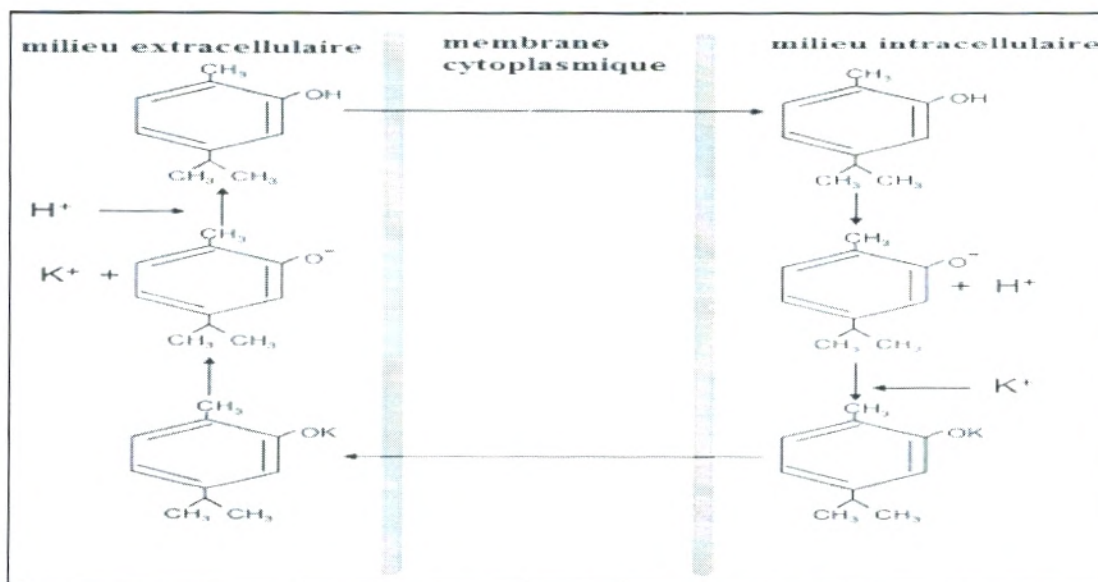 milieu extracellulaire
membrane
cytoplasmique
milieu intracellulaire
CH₃
OH
CH₃ CH₃
H⁺
CH₃
O⁻
K⁺ +
CH₃ CH₃
CH₃
OK
CH₃ CH₃
CH₃
OH
CH₃ CH₃
CH₃
O⁻
+ H⁺
CH₃ CH₃
K⁺
CH₃
OK
CH₃ CH₃